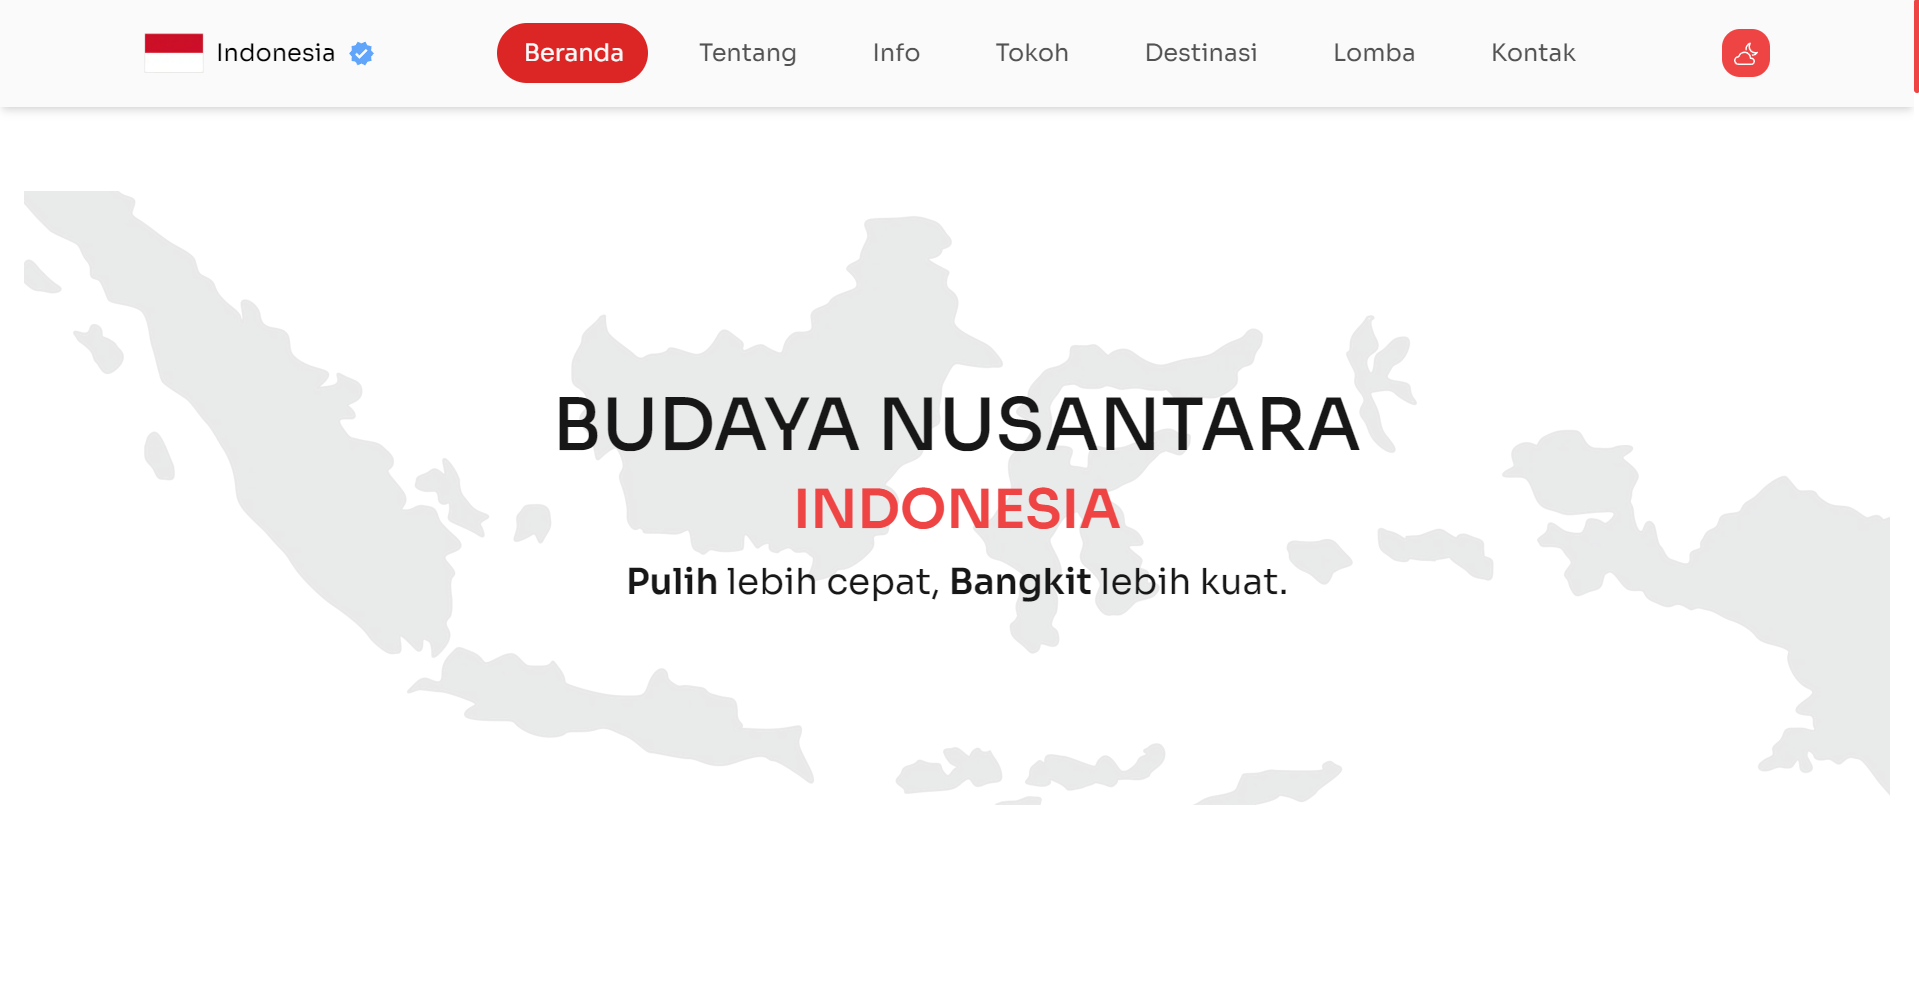 Indonesia
Beranda
Tentang
Info
Tokoh
Destinasi
Lomba
Kontak
BUDAYA NUSANTARA
INDONESIA
Pulih lebih cepat, Bangkit lebih kuat.